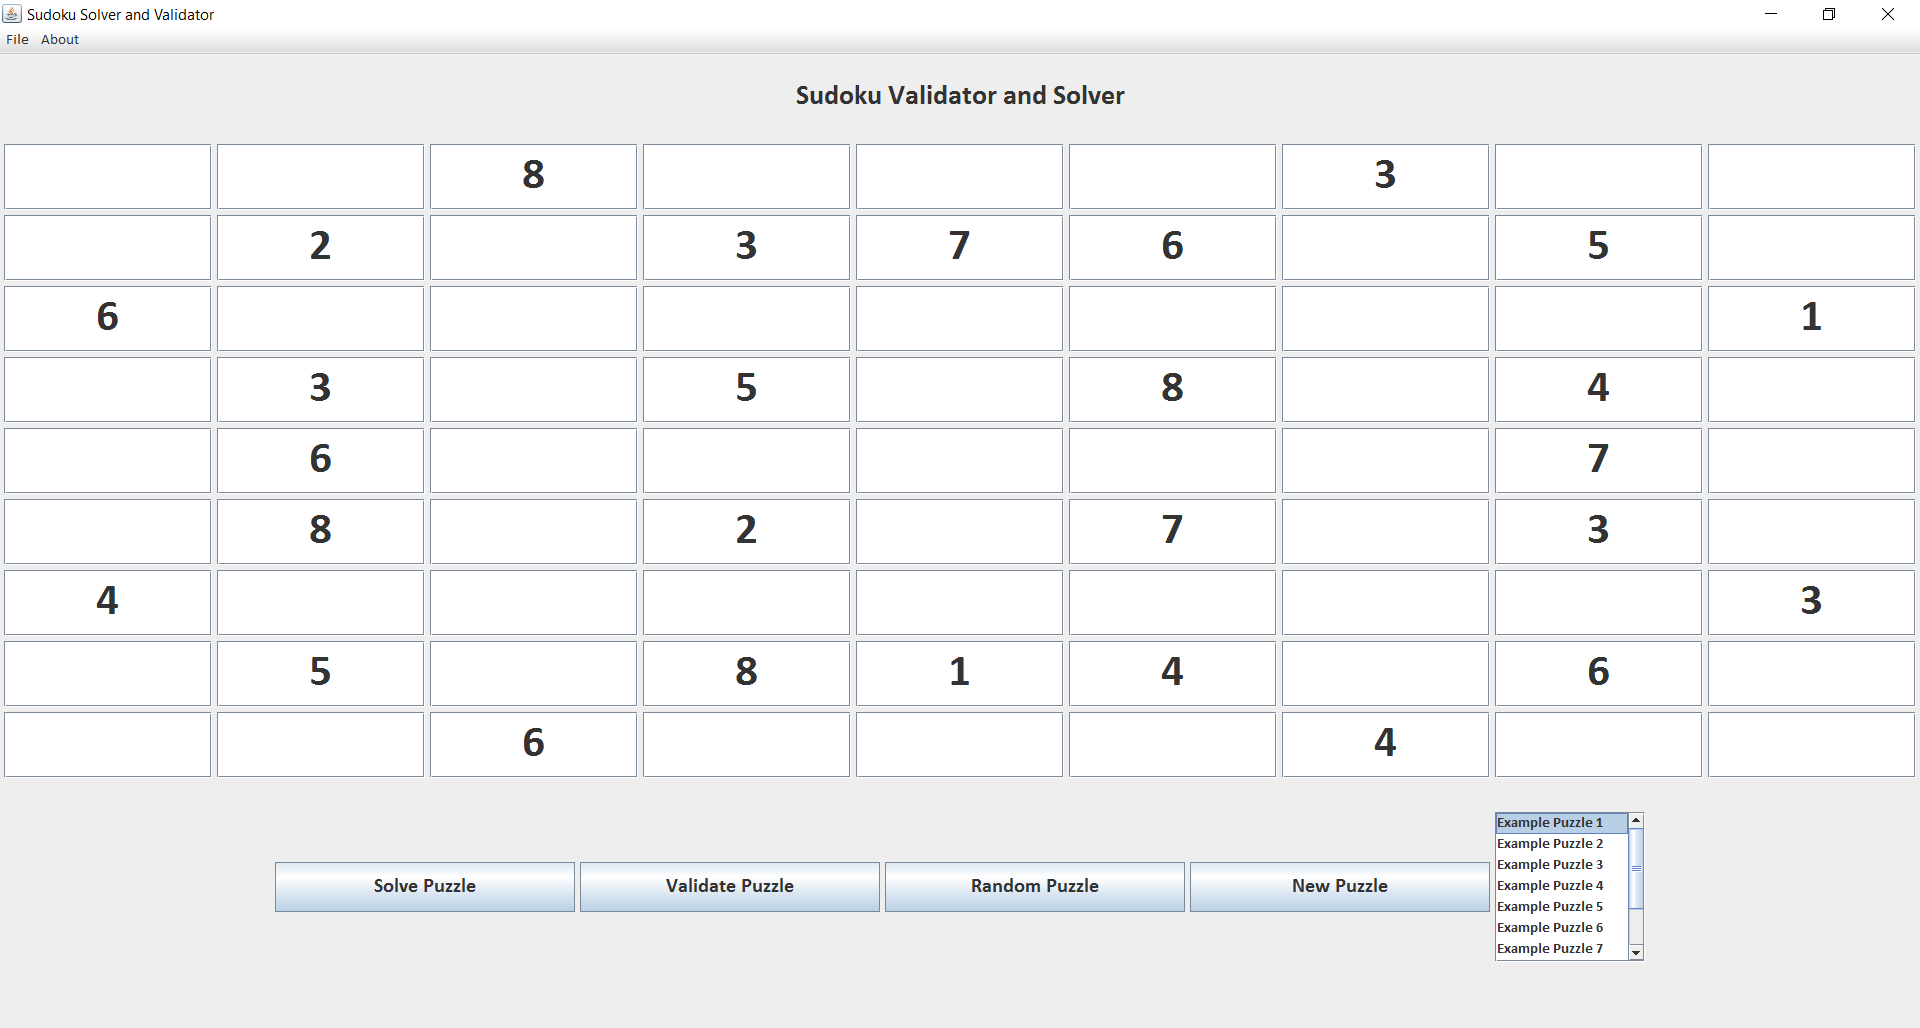 Sudoku Solver and Validator
File About
Sudoku Validator and Solver
8 3
2 3 7 6 5
6 1
3 5 8 4
6 7
8 2 7 3
4 3
5 8 1 4 6
6 4
Solve Puzzle Validate Puzzle Random Puzzle New Puzzle
Example Puzzle 1
Example Puzzle 2
Example Puzzle 3
Example Puzzle 4
Example Puzzle 5
Example Puzzle 6
Example Puzzle 7